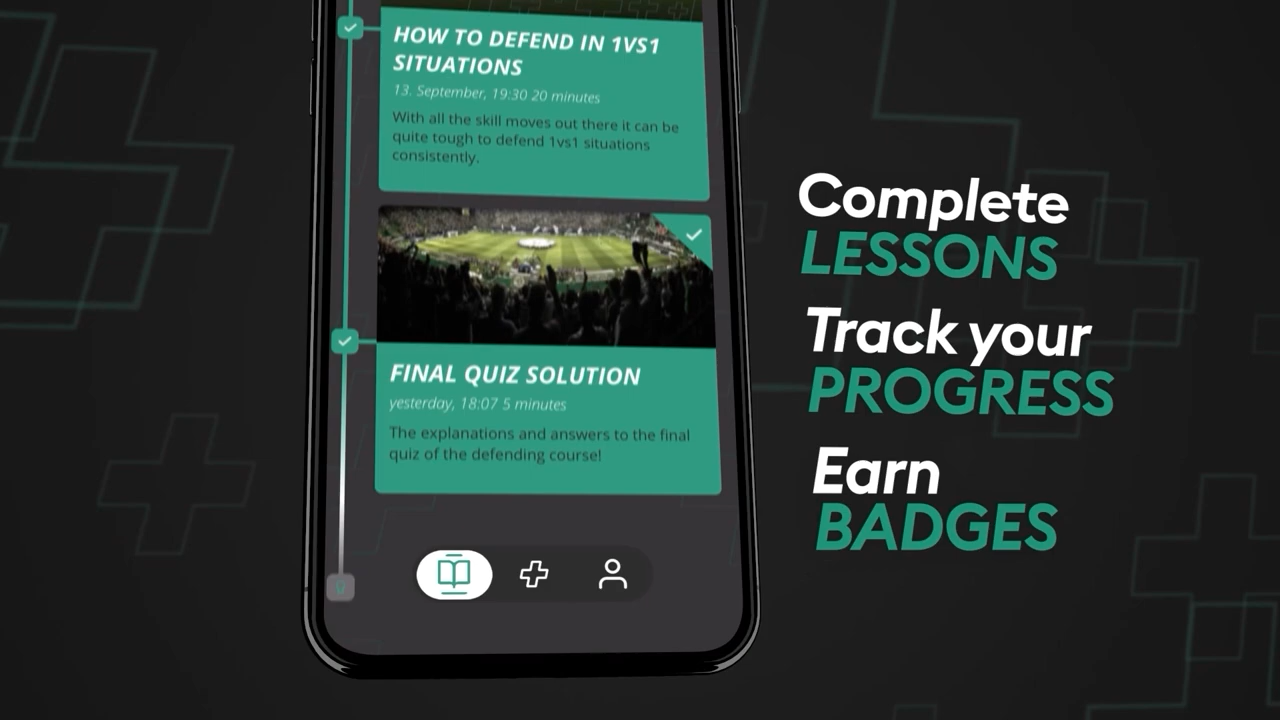 HOW TO DEFEND IN 1VS1
SITUATIONS
13. September, 19:30 20 minutes
With all the skill moves out there it can be
quite tough to defend 1vs1 situations
consistently.
FINAL QUIZ SOLUTION
yesterday, 18:07 5 minutes
The explanations and answers to the final
quiz of the defending course!
Complete
LESSONS
Track your
PROGRESS
Earn
BADGES